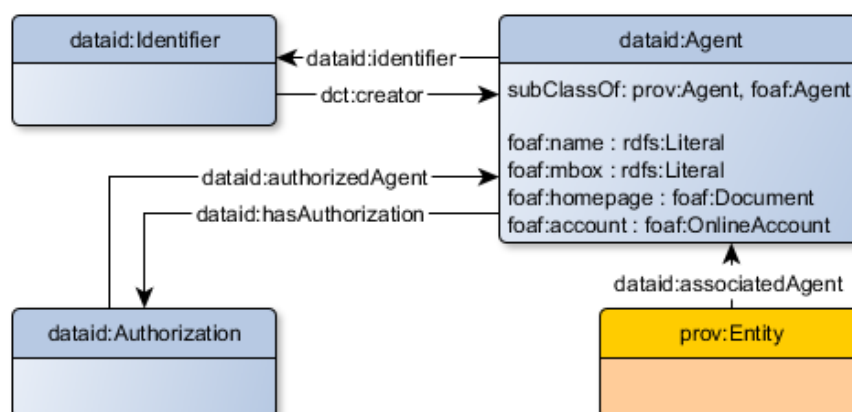 dataid:Identifier
dataid:identifier
dct:creator
dataid:Agent
subClassOf: prov:Agent, foaf:Agent
foaf:name : rdfs:Literal
foaf:mbox : rdfs:Literal
foaf:homepage : foaf:Document
foaf:account : foaf:OnlineAccount
dataid:authorizedAgent
dataid:hasAuthorization
dataid:associatedAgent
dataid:Authorization
prov:Entity